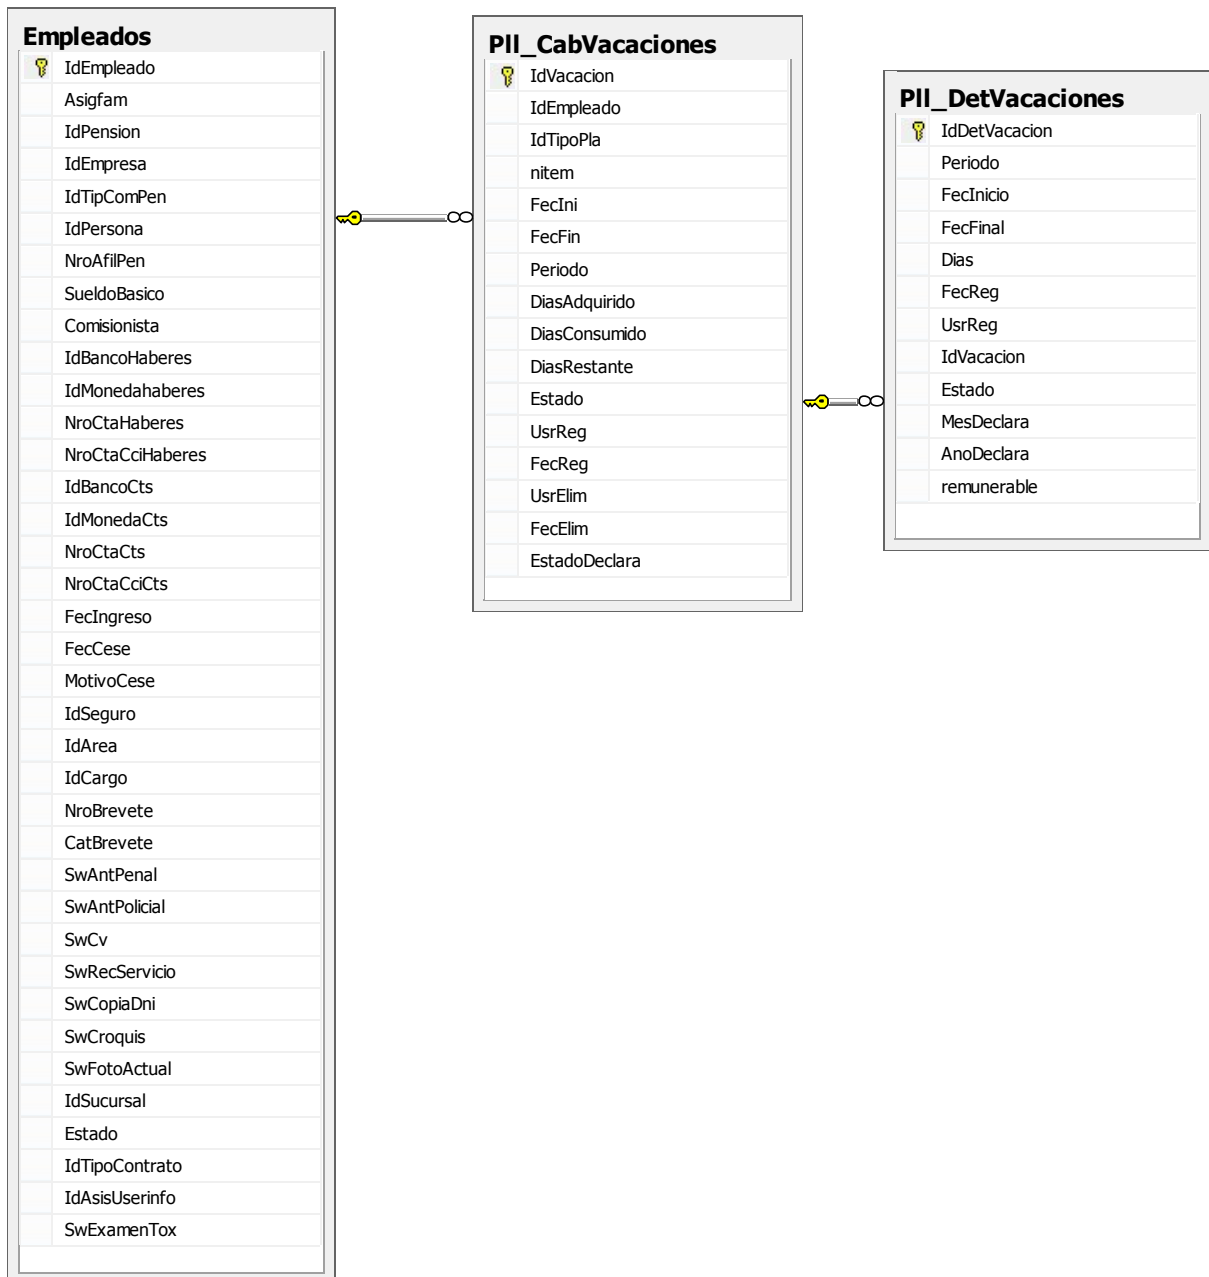 Empleados
IdEmpleado
Asigfam
IdPension
IdEmpresa
IdTipComPen
IdPersona
NroAfilPen
SueldoBasico
Comisionista
IdBancoHaberes
IdMonedahaberes
NroCtaHaberes
NroCtaCciHaberes
IdBancoCts
IdMonedaCts
NroCtaCts
NroCtaCciCts
FecIngreso
FecCese
MotivoCese
IdSeguro
IdArea
IdCargo
NroBrevete
CatBrevete
SwAntPenal
SwAntPolicial
SwCv
SwRecServicio
SwCopiaDni
SwCroquis
SwFotoActual
IdSucursal
Estado
IdTipoContrato
IdAsisUserinfo
SwExamenTox
Pll_CabVacaciones
IdVacacion
IdEmpleado
IdTipoPla
nitem
FecIni
FecFin
Periodo
DiasAdquirido
DiasConsumido
DiasRestante
Estado
UsrReg
FecReg
UsrElim
FecElim
EstadoDeclara
Pll_DetVacaciones
IdDetVacacion
Periodo
FecInicio
FecFinal
Dias
FecReg
UsrReg
IdVacacion
Estado
MesDeclara
AnoDeclara
remunerable